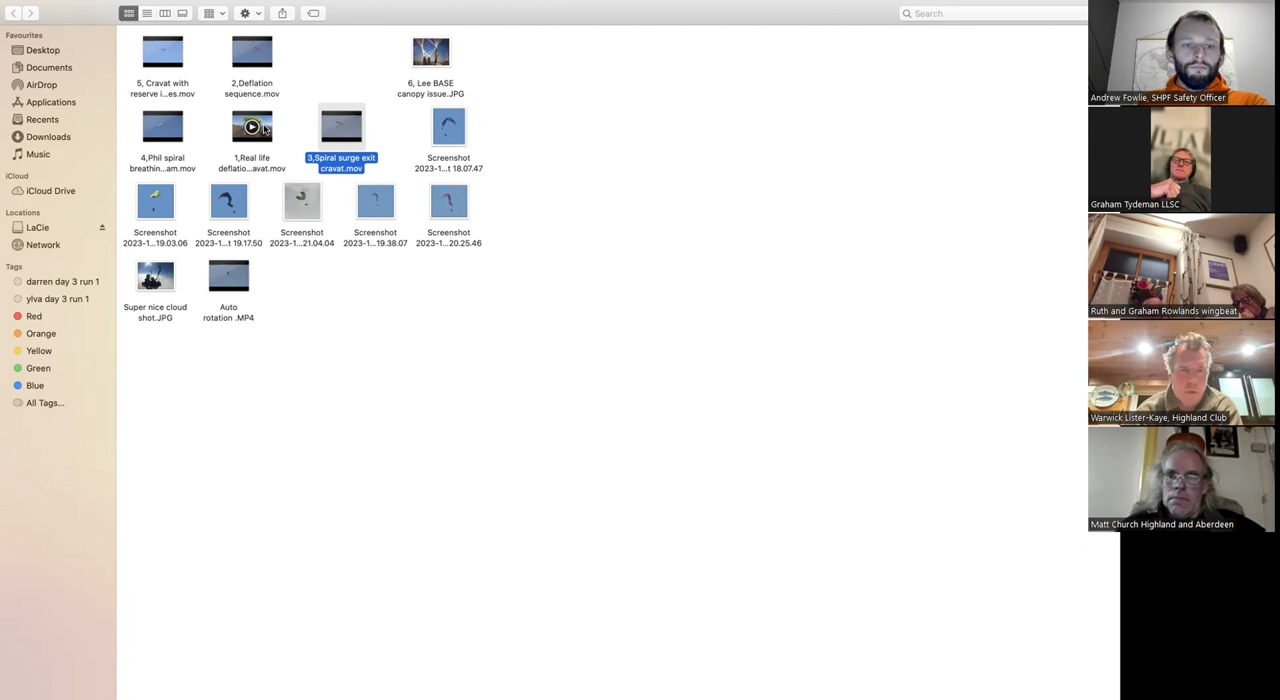 Search
Favourites
Desktop
Documents
AirDrop
Applications
Recents
Downloads
Music
iCloud
iCloud Drive
Locations
LaCie
Network
Tags
darren day 3 run 1
ylva day 3 run 1
Red
Orange
Yellow
Green
Blue
All Tags...
5, Cravat with
reserve i...es.mov
2,Deflation
sequence.mov
6, Lee BASE
canopy issue.JPG
4,Phil spiral
breathin...am.mov
1,Real life
deflatio...avat.mov
3,Spiral surge exit
cravat.mov
Screenshot
2023-1...t 18.07.47
Screenshot
2023-1...19.03.06
Screenshot
2023-1...t 19.17.50
Screenshot
2023-1...21.04.04
Screenshot
2023-1...19.38.07
Screenshot
2023-1...20.25.46
Super nice cloud
shot.JPG
Auto
rotation .MP4
Andrew Fowlie, SHPF Safety Officer
Graham Tydeman LLSC
Ruth and Graham Rowlands wingbeat
Warwick Lister-Kaye, Highland Club
Matt Church Highland and Aberdeen